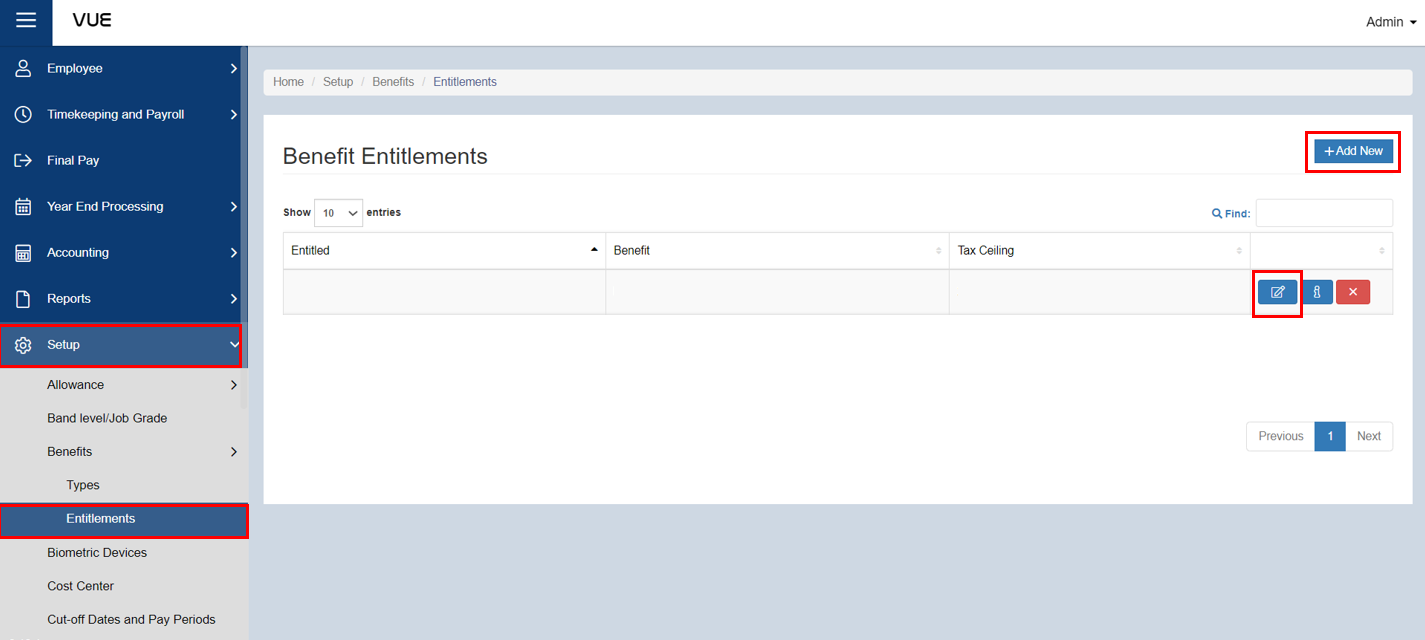 VUE
Admin
Employee
Timekeeping and Payroll
Final Pay
Year End Processing
Accounting
Reports
Setup
Allowance
Band level/Job Grade
Benefits
Types
Entitlements
Biometric Devices
Cost Center
Cut-off Dates and Pay Periods
Home / Setup / Benefits / Entitlements
Benefit Entitlements
+Add New
Show 10 entries
Find:
Entitled Benefit Tax Ceiling
Previous 1 Next